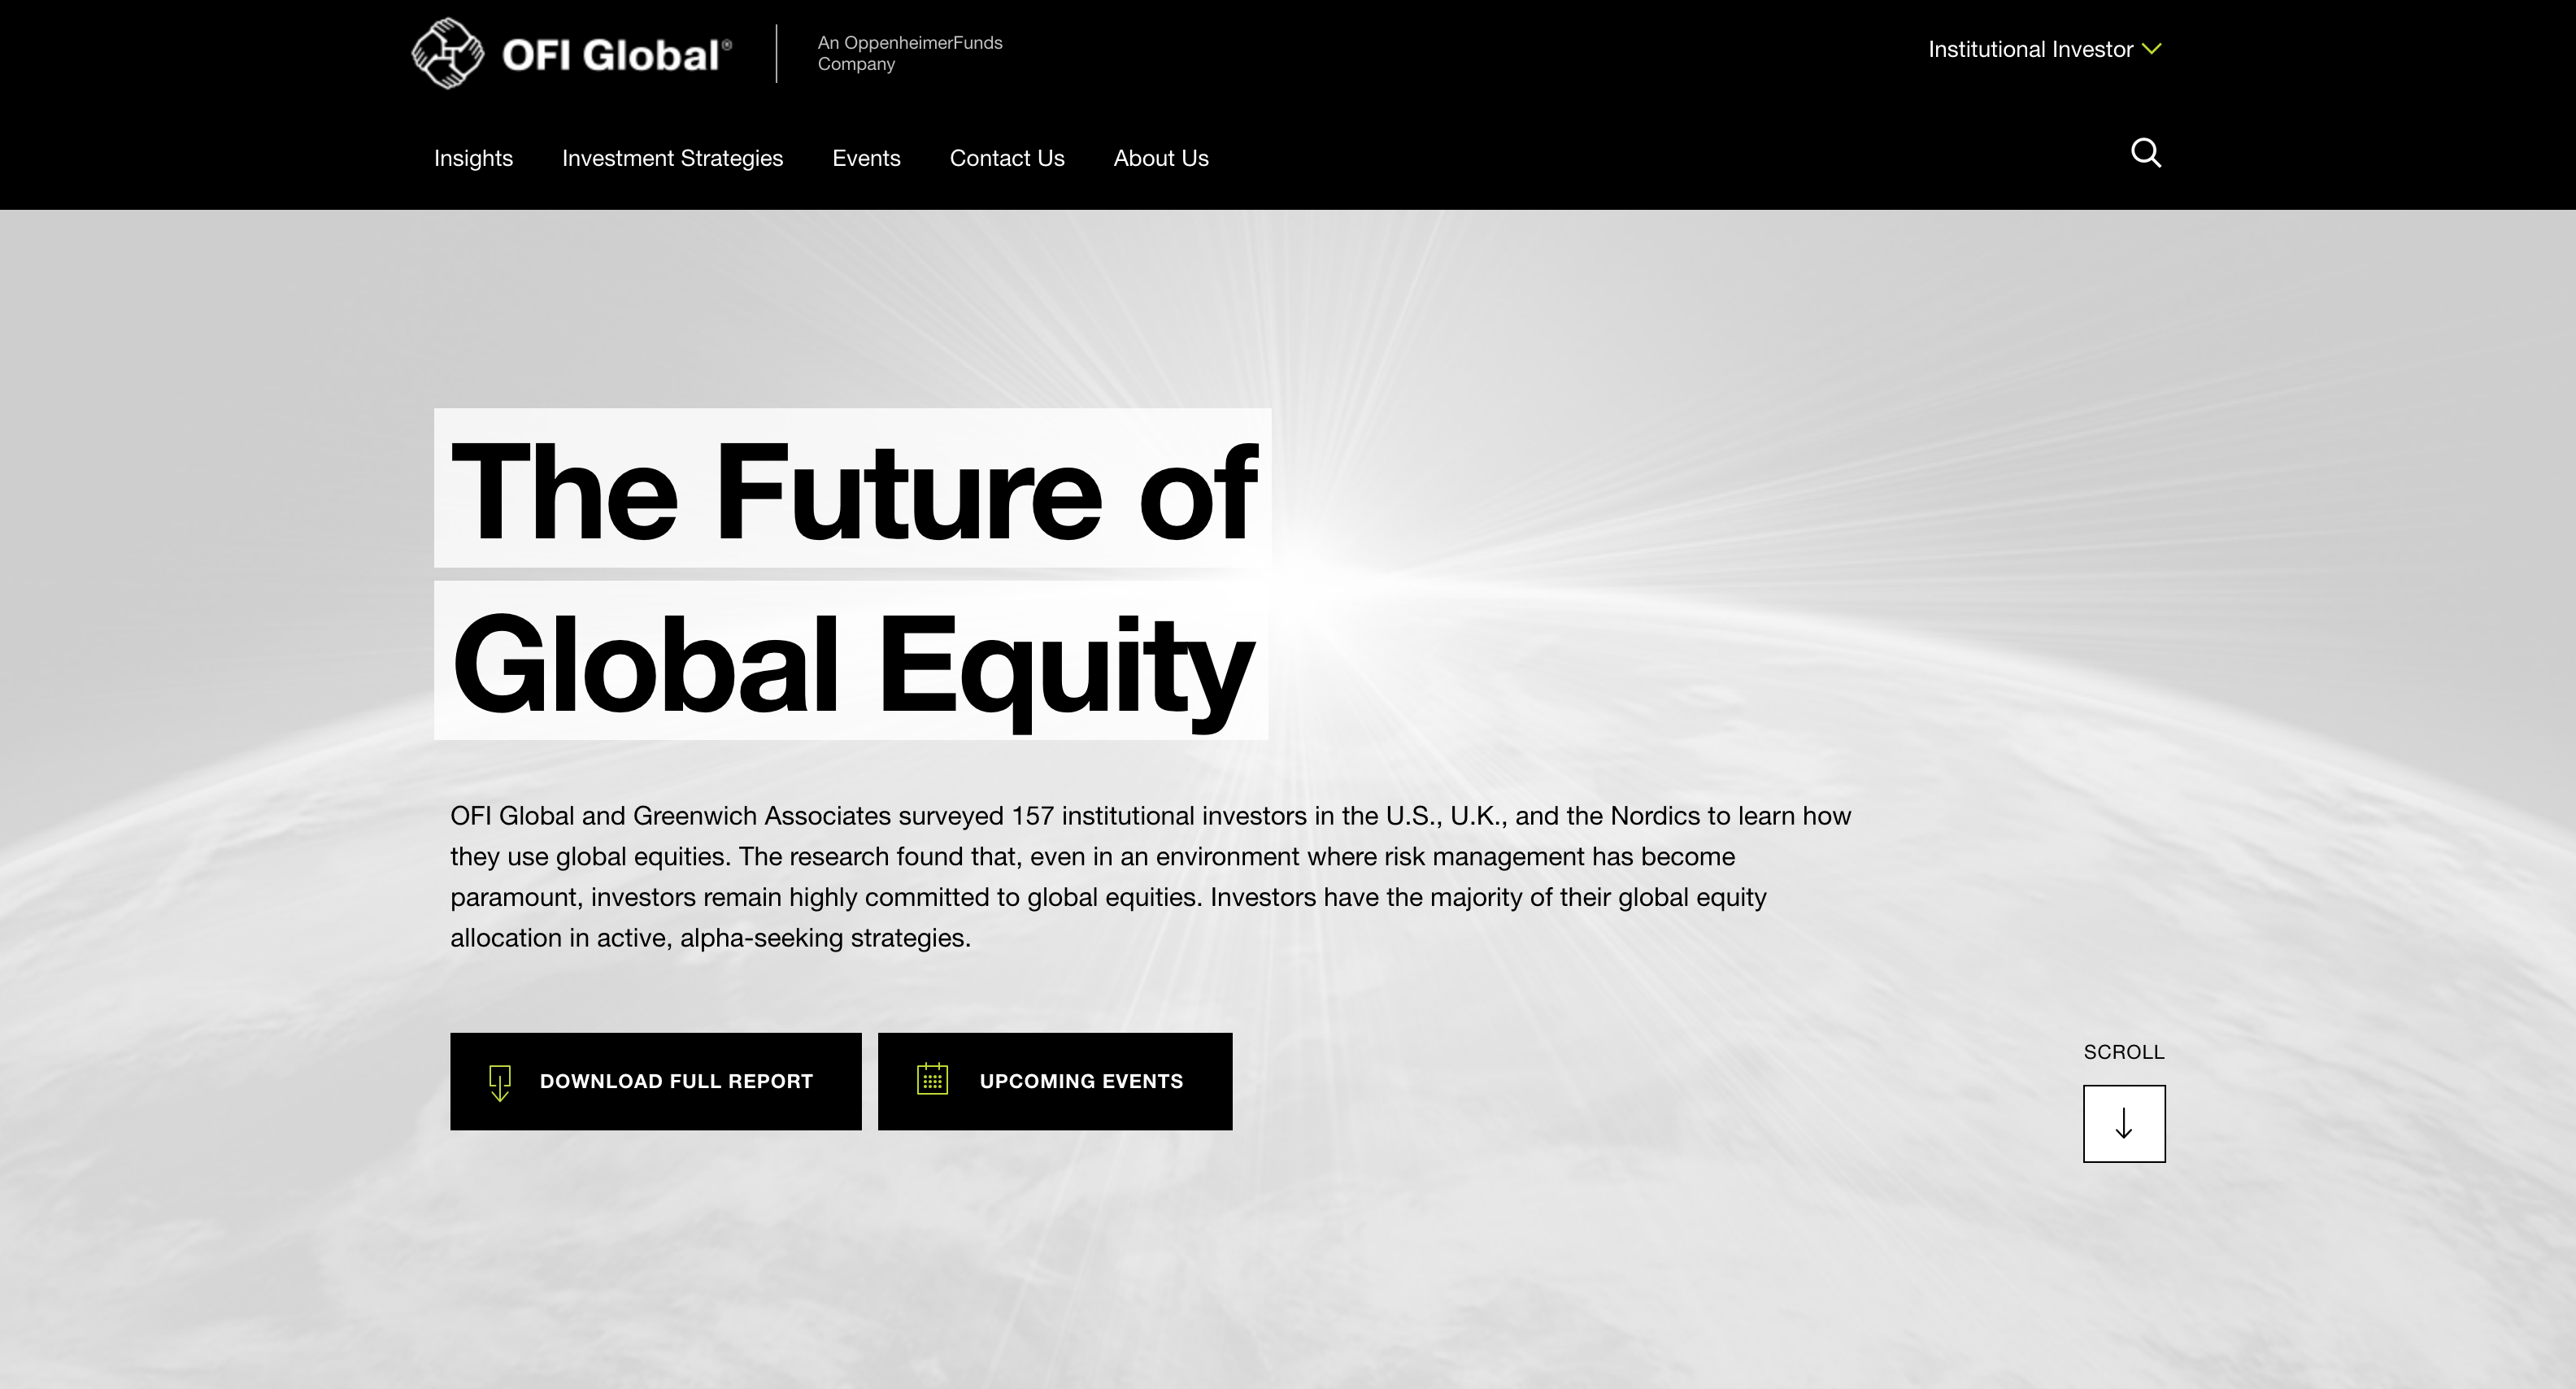 OFI Global®
An OppenheimerFunds
Company
Institutional Investor
Insights
Investment Strategies
Events
Contact Us
About Us
The Future of
Global Equity
OFI Global and Greenwich Associates surveyed 157 institutional investors in the U.S., U.K., and the Nordics to learn how
they use global equities. The research found that, even in an environment where risk management has become
paramount, investors remain highly committed to global equities. Investors have the majority of their global equity
allocation in active, alpha-seeking strategies.
DOWNLOAD FULL REPORT
UPCOMING EVENTS
SCROLL